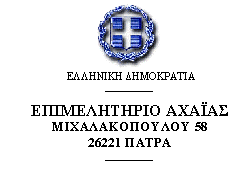 ΕΛΛΗΝΙΚΗ ΔΗΜΟΚΡΑΤΙΑ
ΕΠΙΜΕΛΗΤΗΡΙΟ ΑΧΑΪΑΣ
ΜΙΧΑΛΑΚΟΠΟΥΛΟΥ 58
26221 ΠΑΤΡΑ